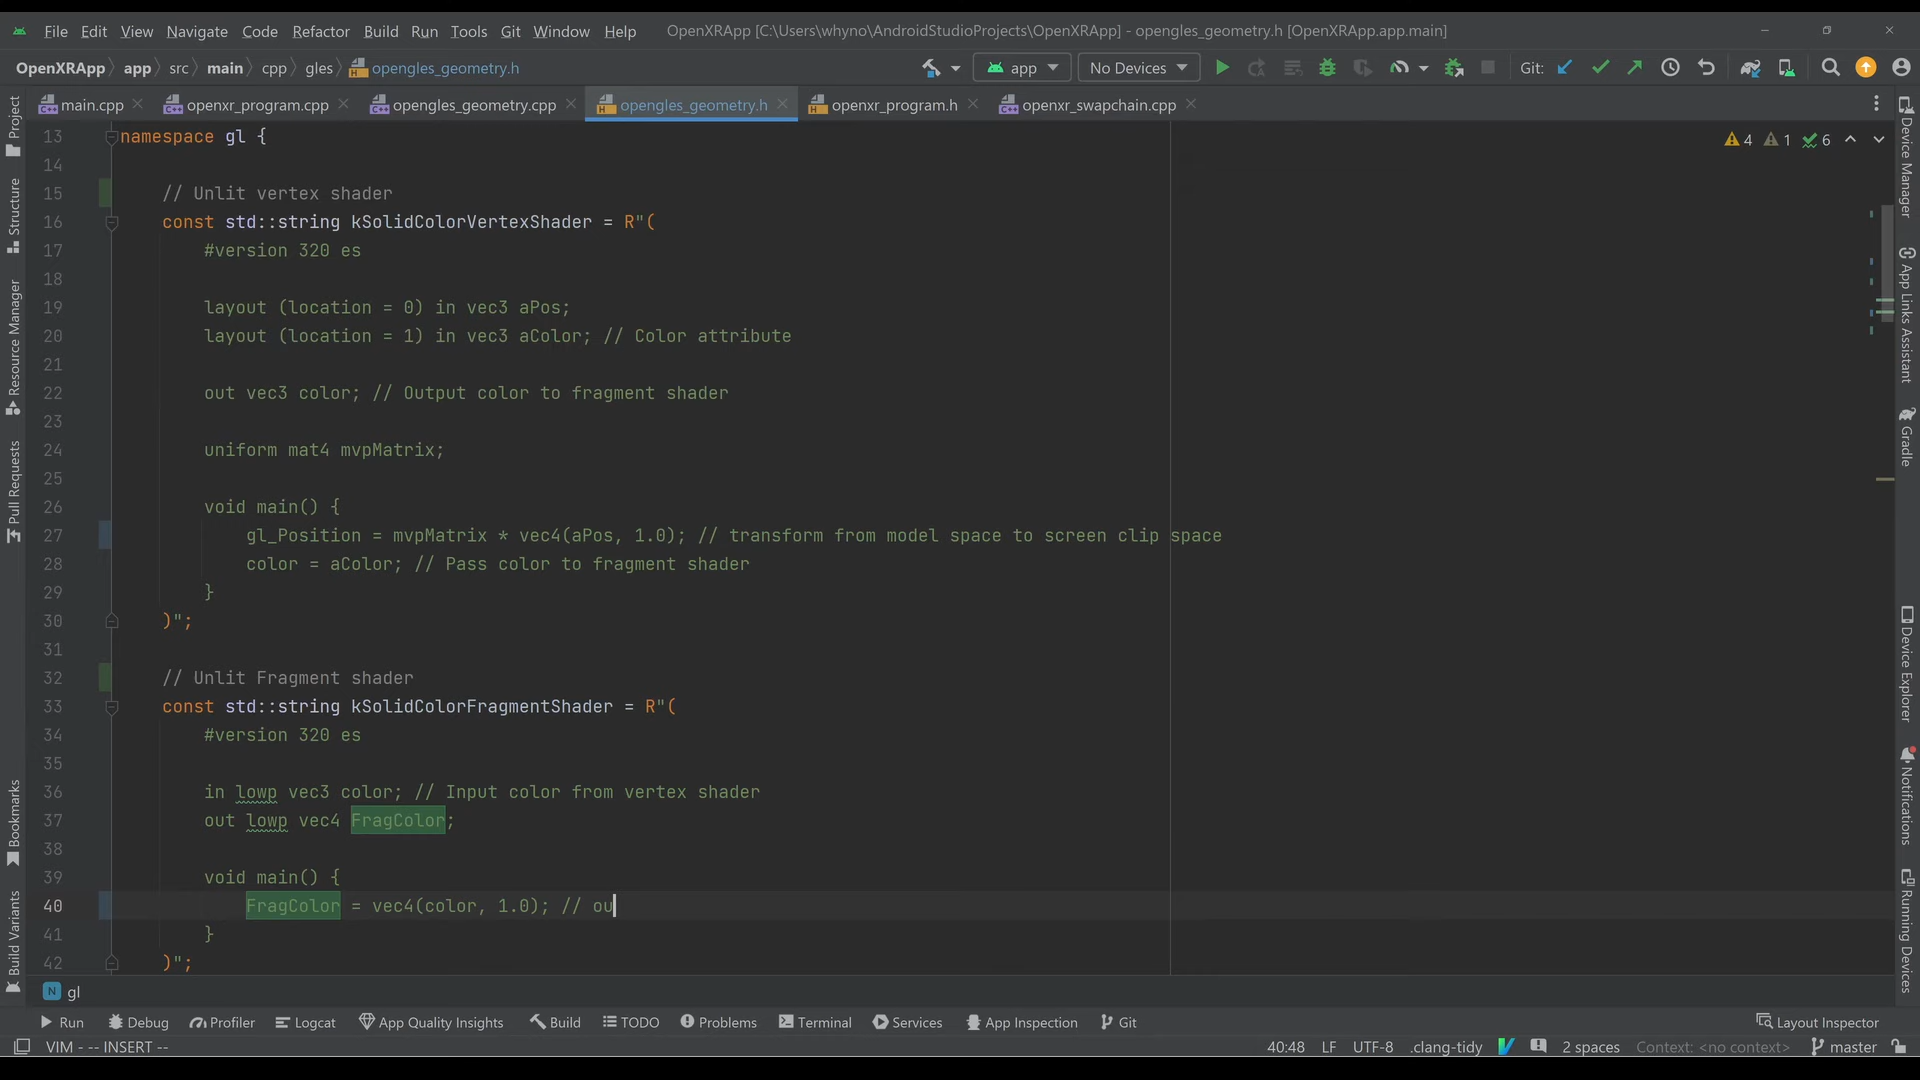 File Edit View Navigate Code Refactor Build Run Tools Git Window Help OpenXRApp [C:\Users\whyno\AndroidStudioProjects\OpenXRApp] - opengles_geometry.h [OpenXRApp.app.main]
OpenXRApp app src main cpp gles opengles_geometry.h app No Devices Git:
main.cpp openxr_program.cpp opengles_geometry.cpp opengles_geometry.h openxr_program.h openxr_swapchain.cpp
4 1 6
13 namespace gl {
14
15 // Unlit vertex shader
16 const std::string kSolidColorVertexShader = R"(
17 #version 320 es
18
19 layout (location = 0) in vec3 aPos;
20 layout (location = 1) in vec3 aColor; // Color attribute
21
22 out vec3 color; // Output color to fragment shader
23
24 uniform mat4 mvpMatrix;
25
26 void main() {
27 gl_Position = mvpMatrix * vec4(aPos, 1.0); // transform from model space to screen clip space
28 color = aColor; // Pass color to fragment shader
29 }
30 )";
31
32 // Unlit Fragment shader
33 const std::string kSolidColorFragmentShader = R"(
34 #version 320 es
35
36 in lowp vec3 color; // Input color from vertex shader
37 out lowp vec4 FragColor;
38
39 void main() {
40 FragColor = vec4(color, 1.0); // ou
41 }
42 )";
Project
Structure
Resource Manager
Pull Requests
Bookmarks
Build Variants
Device Manager
App Links Assistant
Gradle
Device Explorer
Notifications
Running Devices
N gl
Run Debug Profiler Logcat App Quality Insights Build TODO Problems Terminal Services App Inspection Git Layout Inspector
VIM - -- INSERT -- 40:48 LF UTF-8 .clang-tidy 2 spaces Context: <no context> master